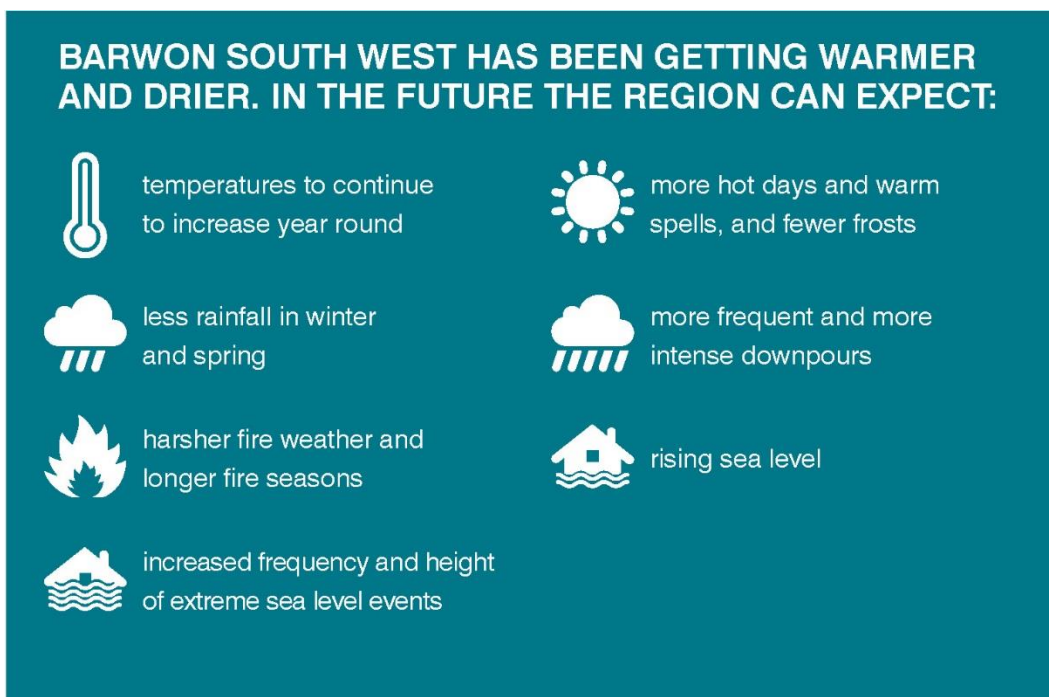 BARWON SOUTH WEST HAS BEEN GETTING WARMER
AND DRIER. IN THE FUTURE THE REGION CAN EXPECT:
temperatures to continue
to increase year round
more hot days and warm
spells, and fewer frosts
less rainfall in winter
and spring
more frequent and more
intense downpours
harsher fire weather and
longer fire seasons
rising sea level
increased frequency and height
of extreme sea level events